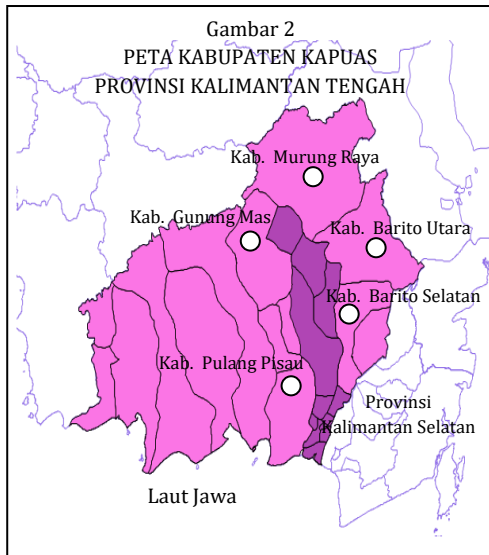 Gambar 2
PETA KABUPATEN KAPUAS
PROVINSI KALIMANTAN TENGAH
Kab. Murung Raya
Kab. Gunung Mas
Kab. Barito Utara
Kab. Barito Selatan
Kab. Pulang Pisau
Provinsi
Kalimantan Selatan
Laut Jawa